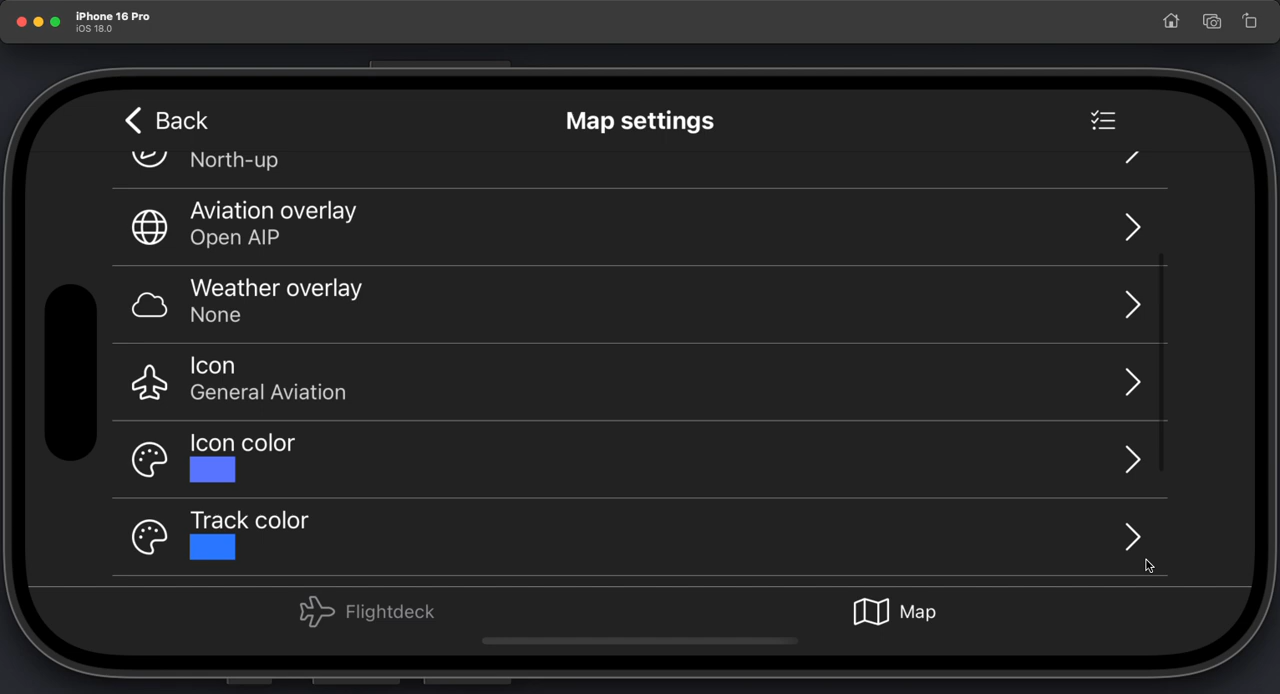 iPhone 16 Pro
iOS 18.0
Back
Map settings
North-up
Aviation overlay
Open AIP
Weather overlay
None
Icon
General Aviation
Icon color
Track color
Flightdeck
Map